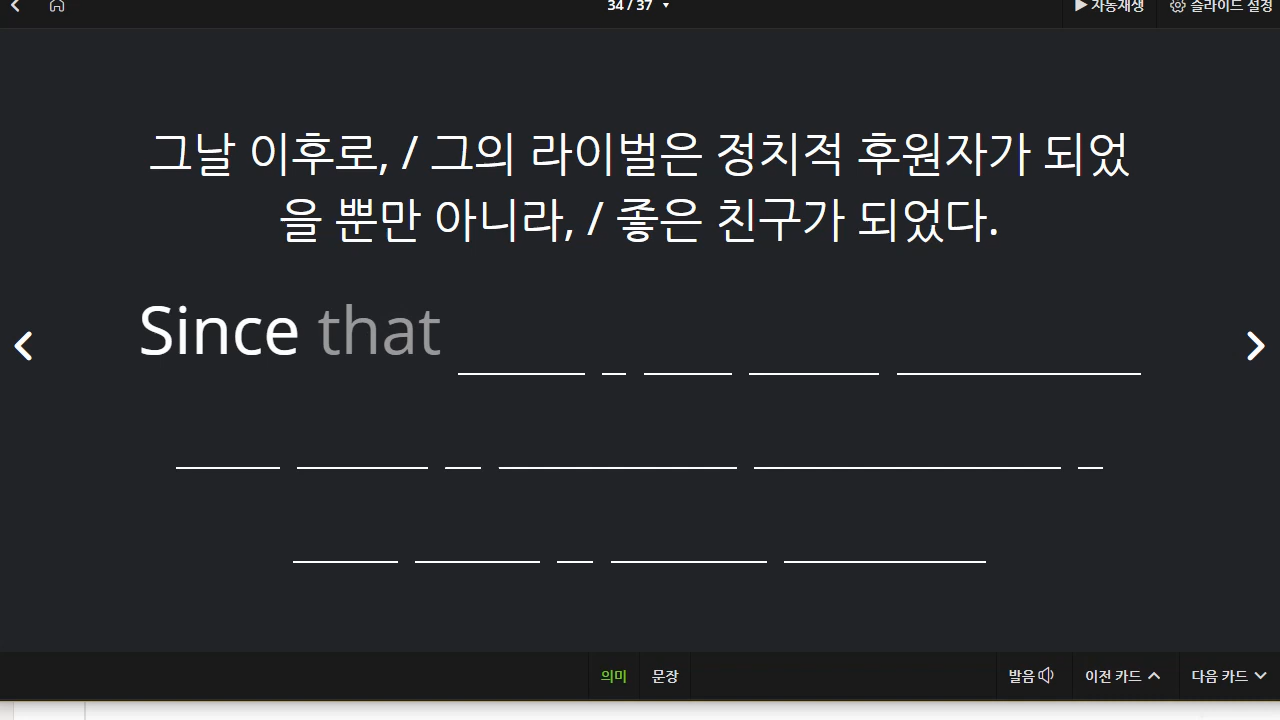 34 / 37
자동재생
슬라이드 설정
그날 이후로, / 그의 라이벌은 정치적 후원자가 되었
을 뿐만 아니라, / 좋은 친구가 되었다.
Since that
의미
문장
발음
이전 카드
다음 카드